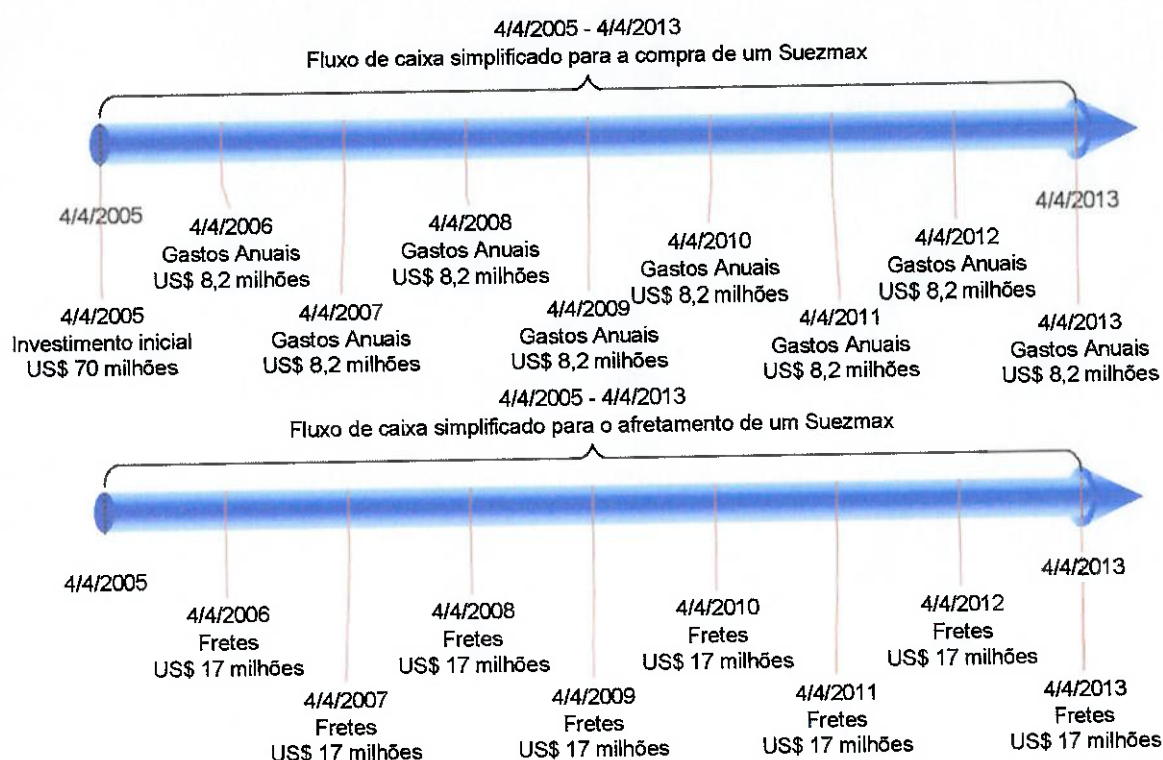 4/4/2005 - 4/4/2013
Fluxo de caixa simplificado para a compra de um Suezmax
4/4/2005
4/4/2013
4/4/2006
Gastos Anuais
US$ 8,2 milhões
4/4/2008
Gastos Anuais
US$ 8,2 milhões
4/4/2010
Gastos Anuais
US$ 8,2 milhões
4/4/2012
Gastos Anuais
US$ 8,2 milhões
4/4/2005
Investimento inicial
US$ 70 milhões
4/4/2007
Gastos Anuais
US$ 8,2 milhões
4/4/2009
Gastos Anuais
US$ 8,2 milhões
4/4/2011
Gastos Anuais
US$ 8,2 milhões
4/4/2013
Gastos Anuais
US$ 8,2 milhões
4/4/2005 - 4/4/2013
Fluxo de caixa simplificado para o afretamento de um Suezmax
4/4/2005
4/4/2013
4/4/2006
Fretes
US$ 17 milhões
4/4/2008
Fretes
US$ 17 milhões
4/4/2010
Fretes
US$ 17 milhões
4/4/2012
Fretes
US$ 17 milhões
4/4/2007
Fretes
US$ 17 milhões
4/4/2009
Fretes
US$ 17 milhões
4/4/2011
Fretes
US$ 17 milhões
4/4/2013
Fretes
US$ 17 milhões